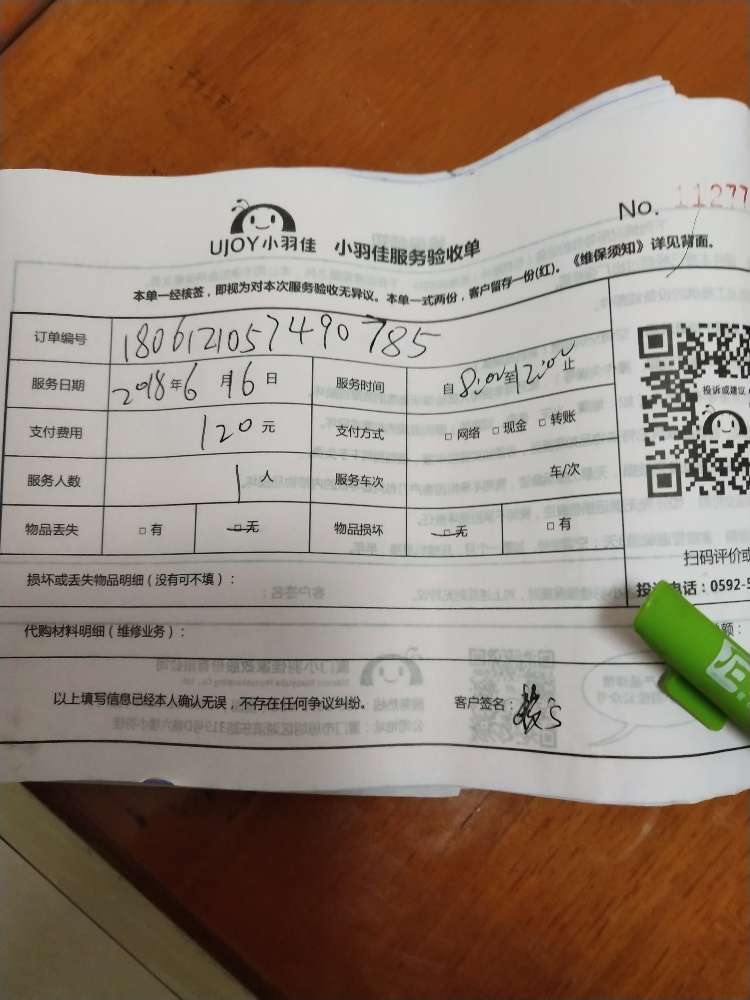 No. 11277
UJOY小羽佳 小羽佳服务验收单
本单一经核签，即视为对本次服务验收无异议。本单一式两份，客户留存一份(红)。《维保须知》详见背面。
订单编号 1806121057490785
服务日期 2018年6月16日 服务时间 自8:00至12:00止
支付费用 120元 支付方式 □网络 □现金 □转账
服务人数 1人 服务车次 车/次
物品丢失 □有 □无 物品损坏 □无 □有
投诉或建议
扫码评价或
损坏或丢失物品明细（没有可不填）：
投诉电话：0592-5
代购材料明细（维修业务）：
额：
以上填写信息已经本人确认无误，不存在任何争议纠纷。 客户签名：